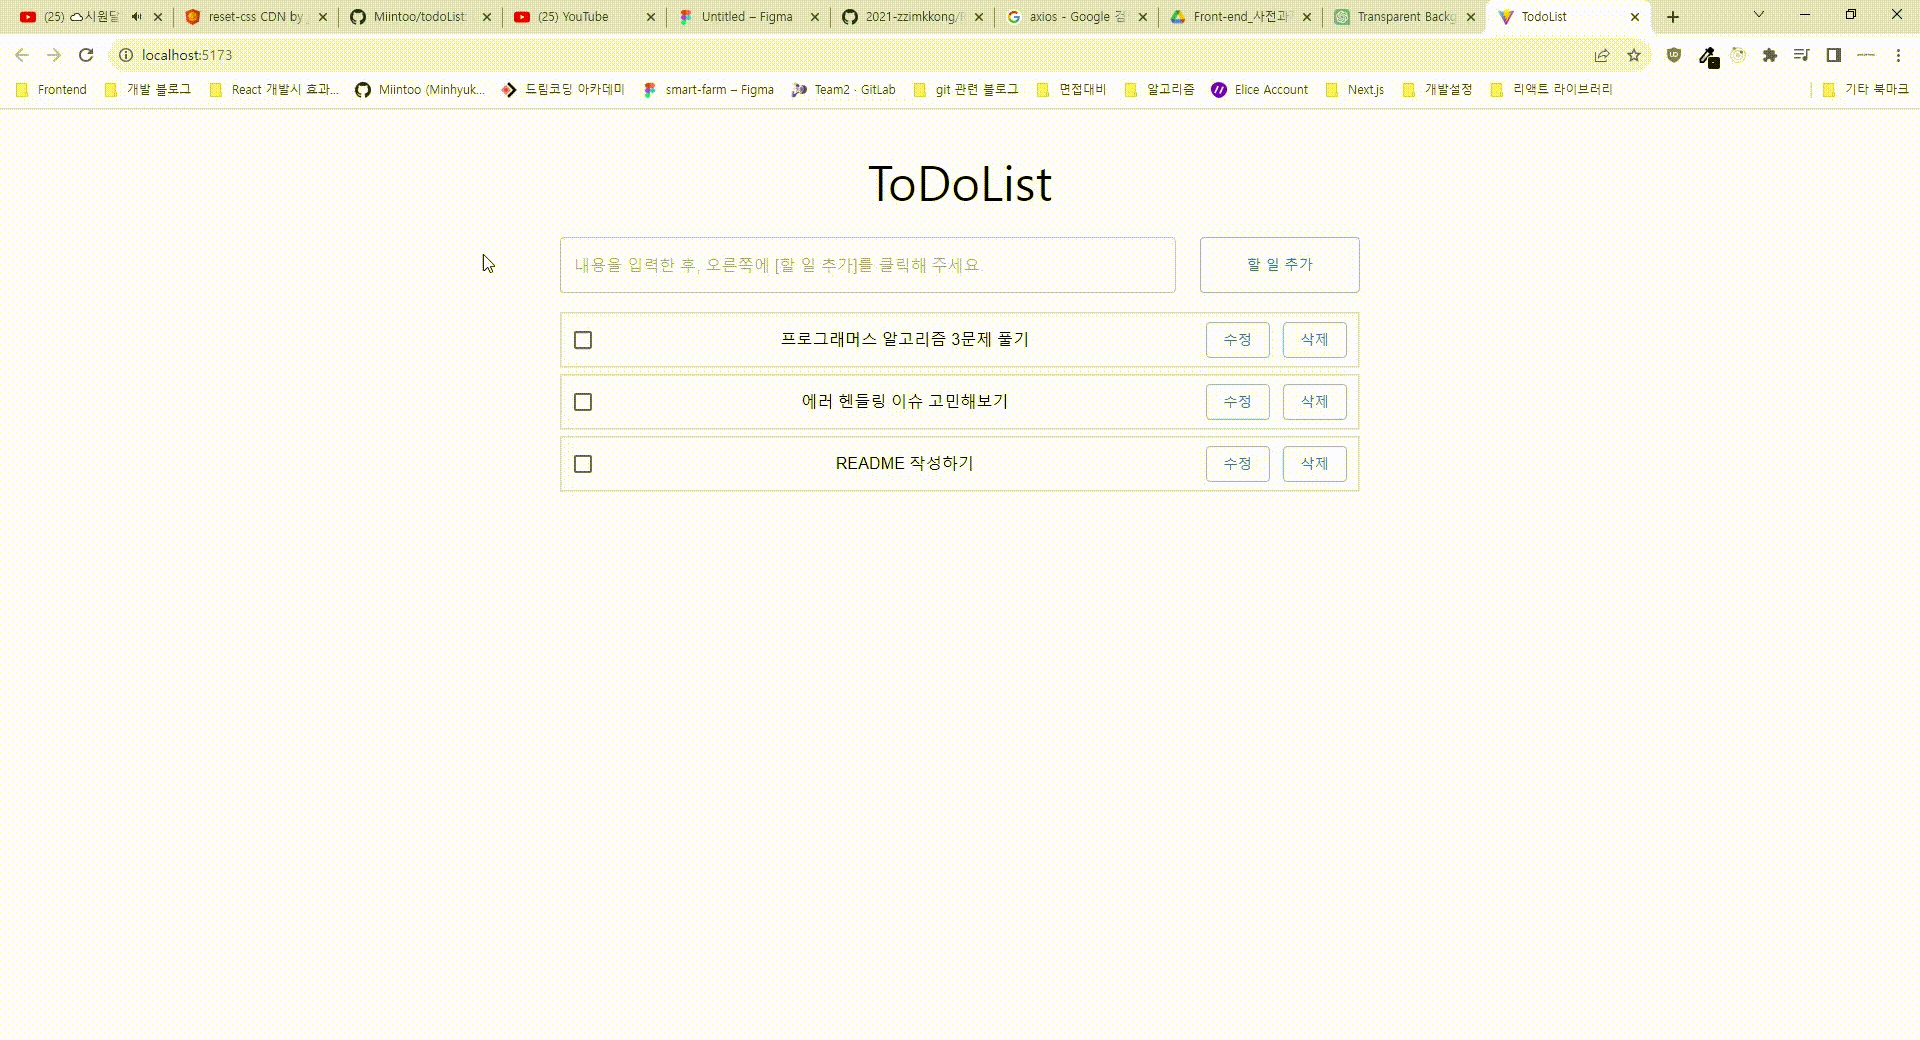 (25) ☁시원달
reset-css CDN by
Miintoo/todoList
(25) YouTube
Untitled – Figma
2021-zzimkkong/
axios - Google 검
Front-end_사전과
Transparent Backg
TodoList
localhost:5173
Frontend
개발 블로그
React 개발시 효과...
Miintoo (Minhyuk...
드림코딩 아카데미
smart-farm – Figma
Team2 · GitLab
git 관련 블로그
면접대비
알고리즘
Elice Account
Next.js
개발설정
리액트 라이브러리
기타 북마크
ToDoList
내용을 입력한 후, 오른쪽에 [할 일 추가]를 클릭해 주세요.
할 일 추가
프로그래머스 알고리즘 3문제 풀기
수정
삭제
에러 헨들링 이슈 고민해보기
수정
삭제
README 작성하기
수정
삭제